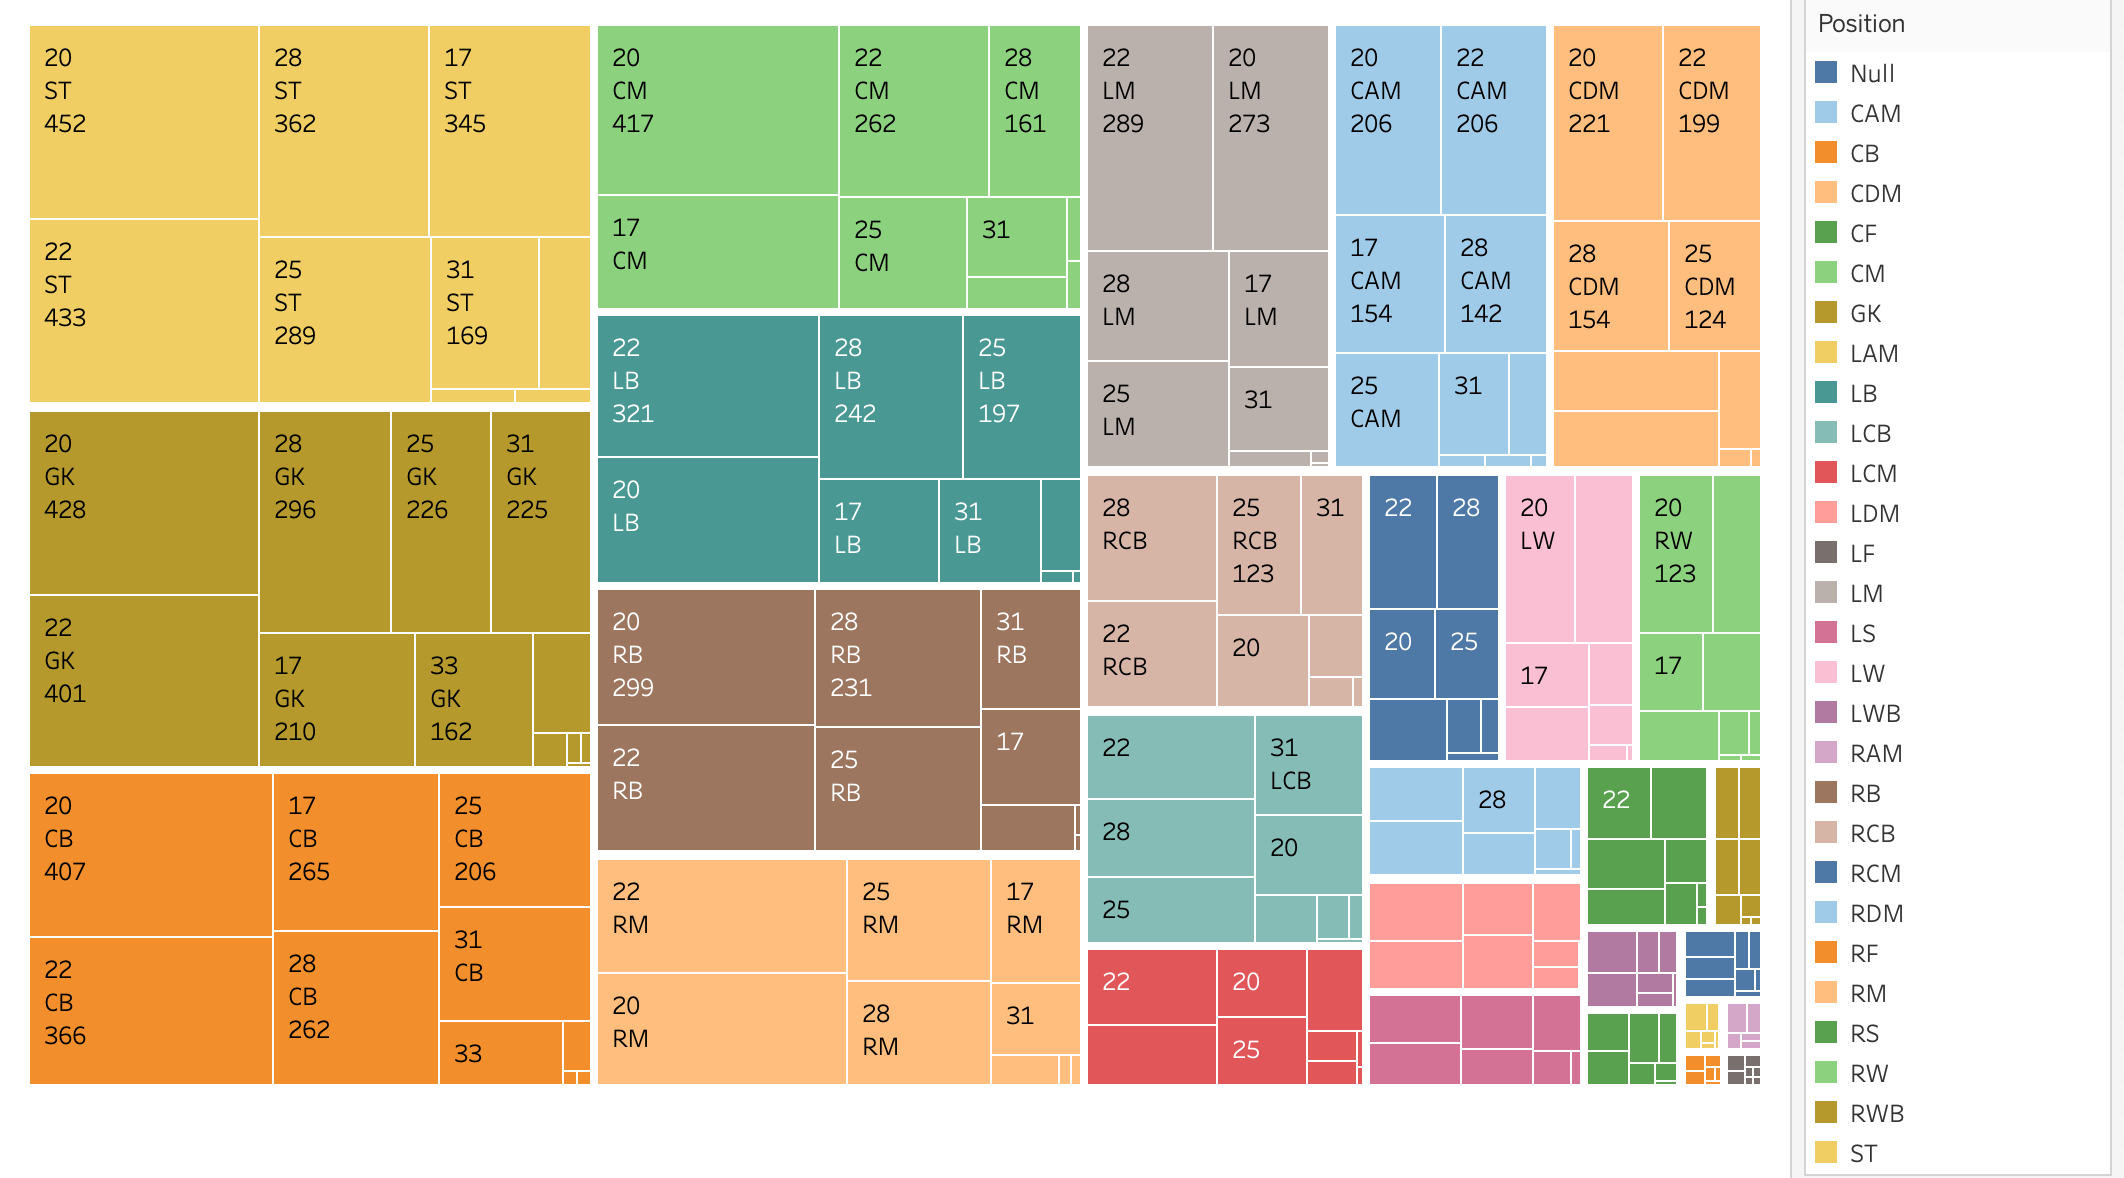 20
ST
452
28
ST
362
17
ST
345
22
ST
433
25
ST
289
31
ST
169
20
GK
428
28
GK
296
25
GK
226
31
GK
225
22
GK
401
17
GK
210
33
GK
162
20
CB
407
17
CB
265
25
CB
206
22
CB
366
28
CB
262
31
CB
33
20
CM
417
22
CM
262
28
CM
161
17
CM
25
CM
31
22
LB
321
28
LB
242
25
LB
197
20
LB
17
LB
31
LB
20
RB
299
28
RB
231
31
RB
22
RB
25
RB
17
22
RM
25
RM
17
RM
20
RM
28
RM
31
22
LM
289
20
LM
273
28
LM
17
LM
25
LM
31
20
CAM
206
22
CAM
206
17
CAM
154
28
CAM
142
25
CAM
31
20
CDM
221
22
CDM
199
28
CDM
154
25
CDM
124
28
RCB
25
RCB
123
31
22
RCB
20
22
28
20
25
20
LW
17
20
RW
123
17
22
31
LCB
28
20
25
28
22
22
20
25
Position
Null
CAM
CB
CDM
CF
CM
GK
LAM
LB
LCB
LCM
LDM
LF
LM
LS
LW
LWB
RAM
RB
RCB
RCM
RDM
RF
RM
RS
RW
RWB
ST